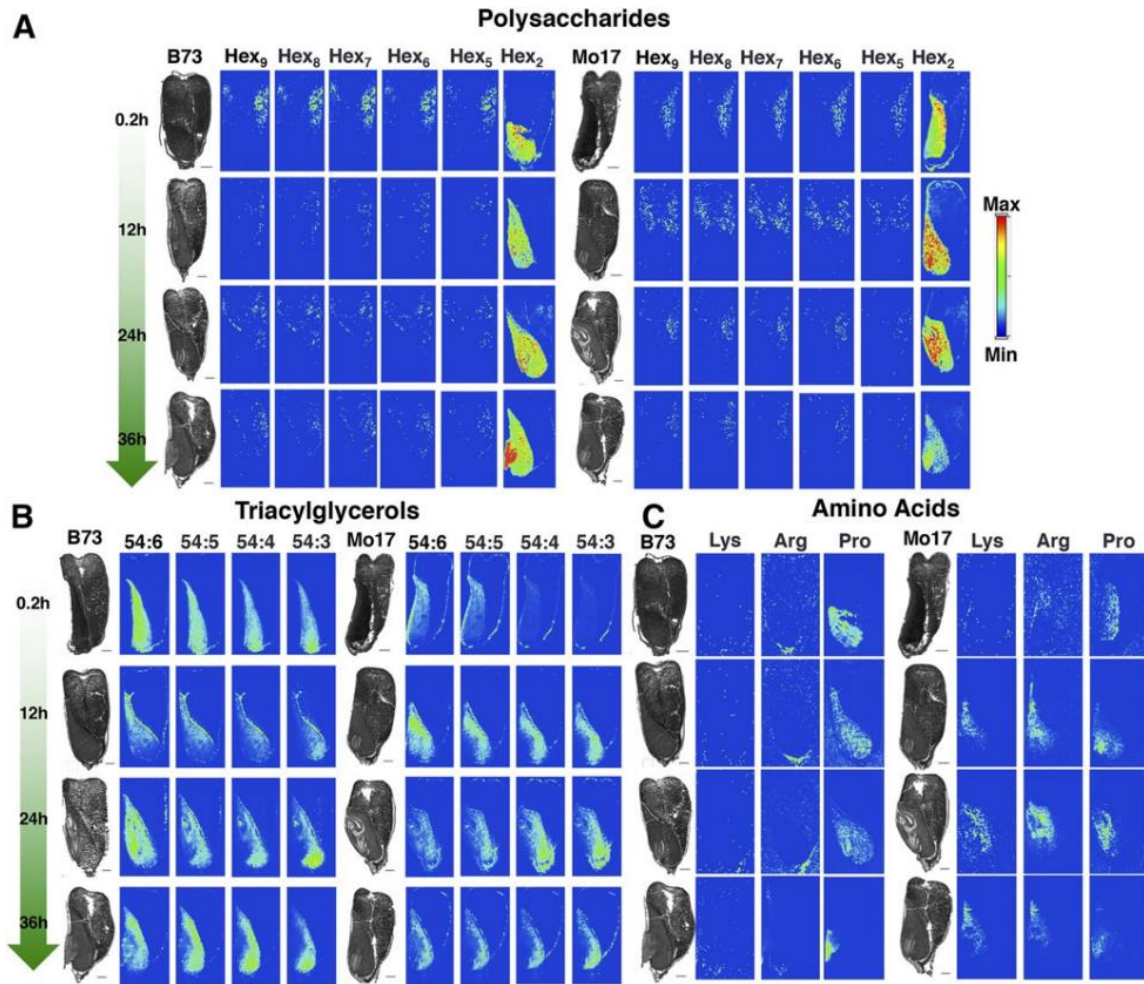 A
Polysaccharides
B73 Hex₉ Hex₈ Hex₇ Hex₆ Hex₅ Hex₂ Mo17 Hex₉ Hex₈ Hex₇ Hex₆ Hex₅ Hex₂
0.2h
12h
Max
24h
Min
36h
B
Triacylglycerols
B73 54:6 54:5 54:4 54:3 Mo17 54:6 54:5 54:4 54:3
0.2h
12h
24h
36h
C
Amino Acids
B73 Lys Arg Pro Mo17 Lys Arg Pro